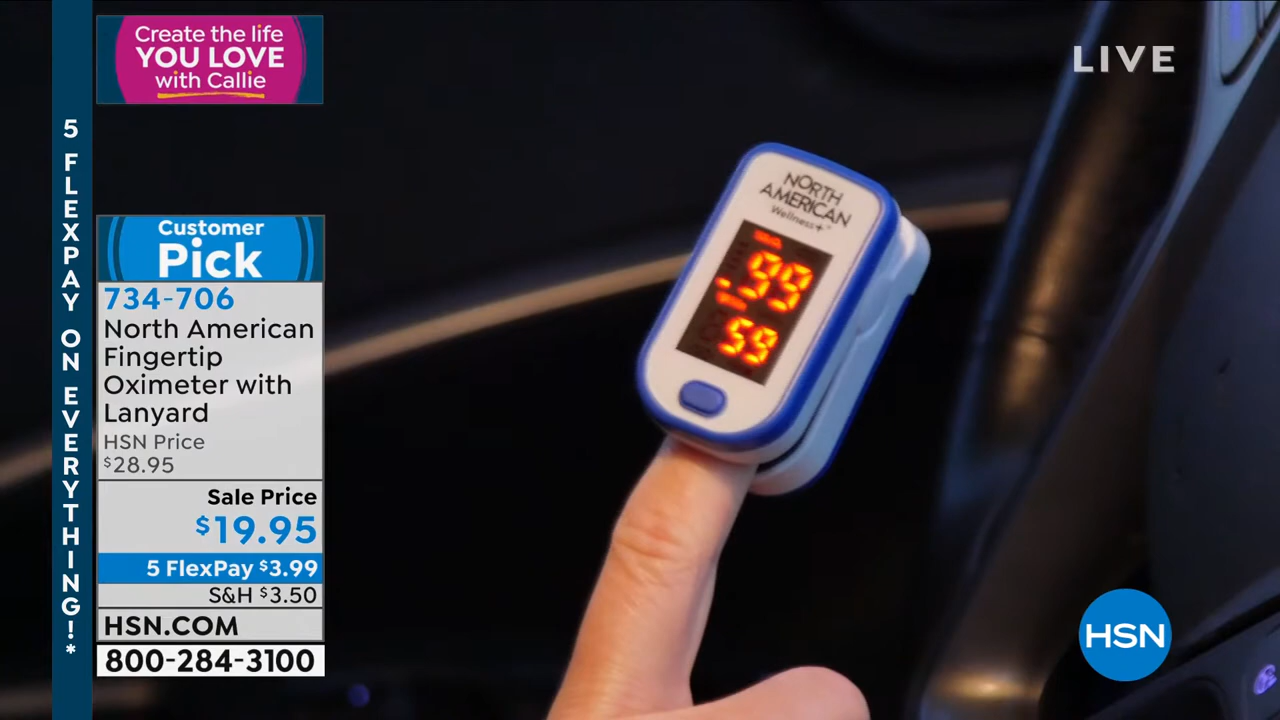 5 FLEXPAY ON EVERYTHING!*
Create the life
YOU LOVE
with Callie
LIVE
Customer
Pick
734-706
North American
Fingertip
Oximeter with
Lanyard
HSN Price
$28.95
Sale Price
$19.95
5 FlexPay $3.99
S&H $3.50
HSN.COM
800-284-3100
NORTH
AMERICAN
Wellness+
99
59
HSN